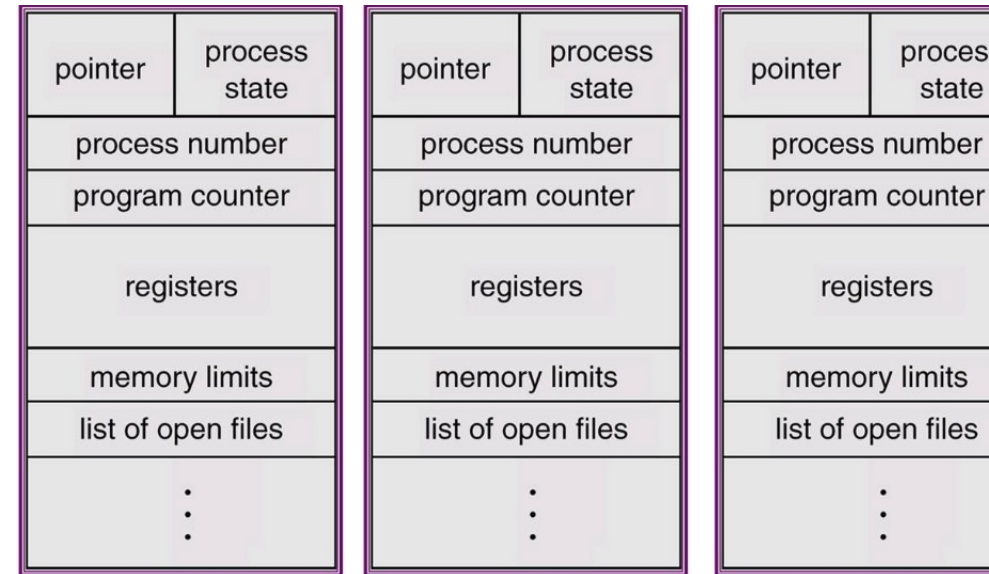 pointer
process
state
process number
program counter
registers
memory limits
list of open files
pointer
process
state
process number
program counter
registers
memory limits
list of open files
pointer
proces
state
process number
program counter
registers
memory limits
list of open files